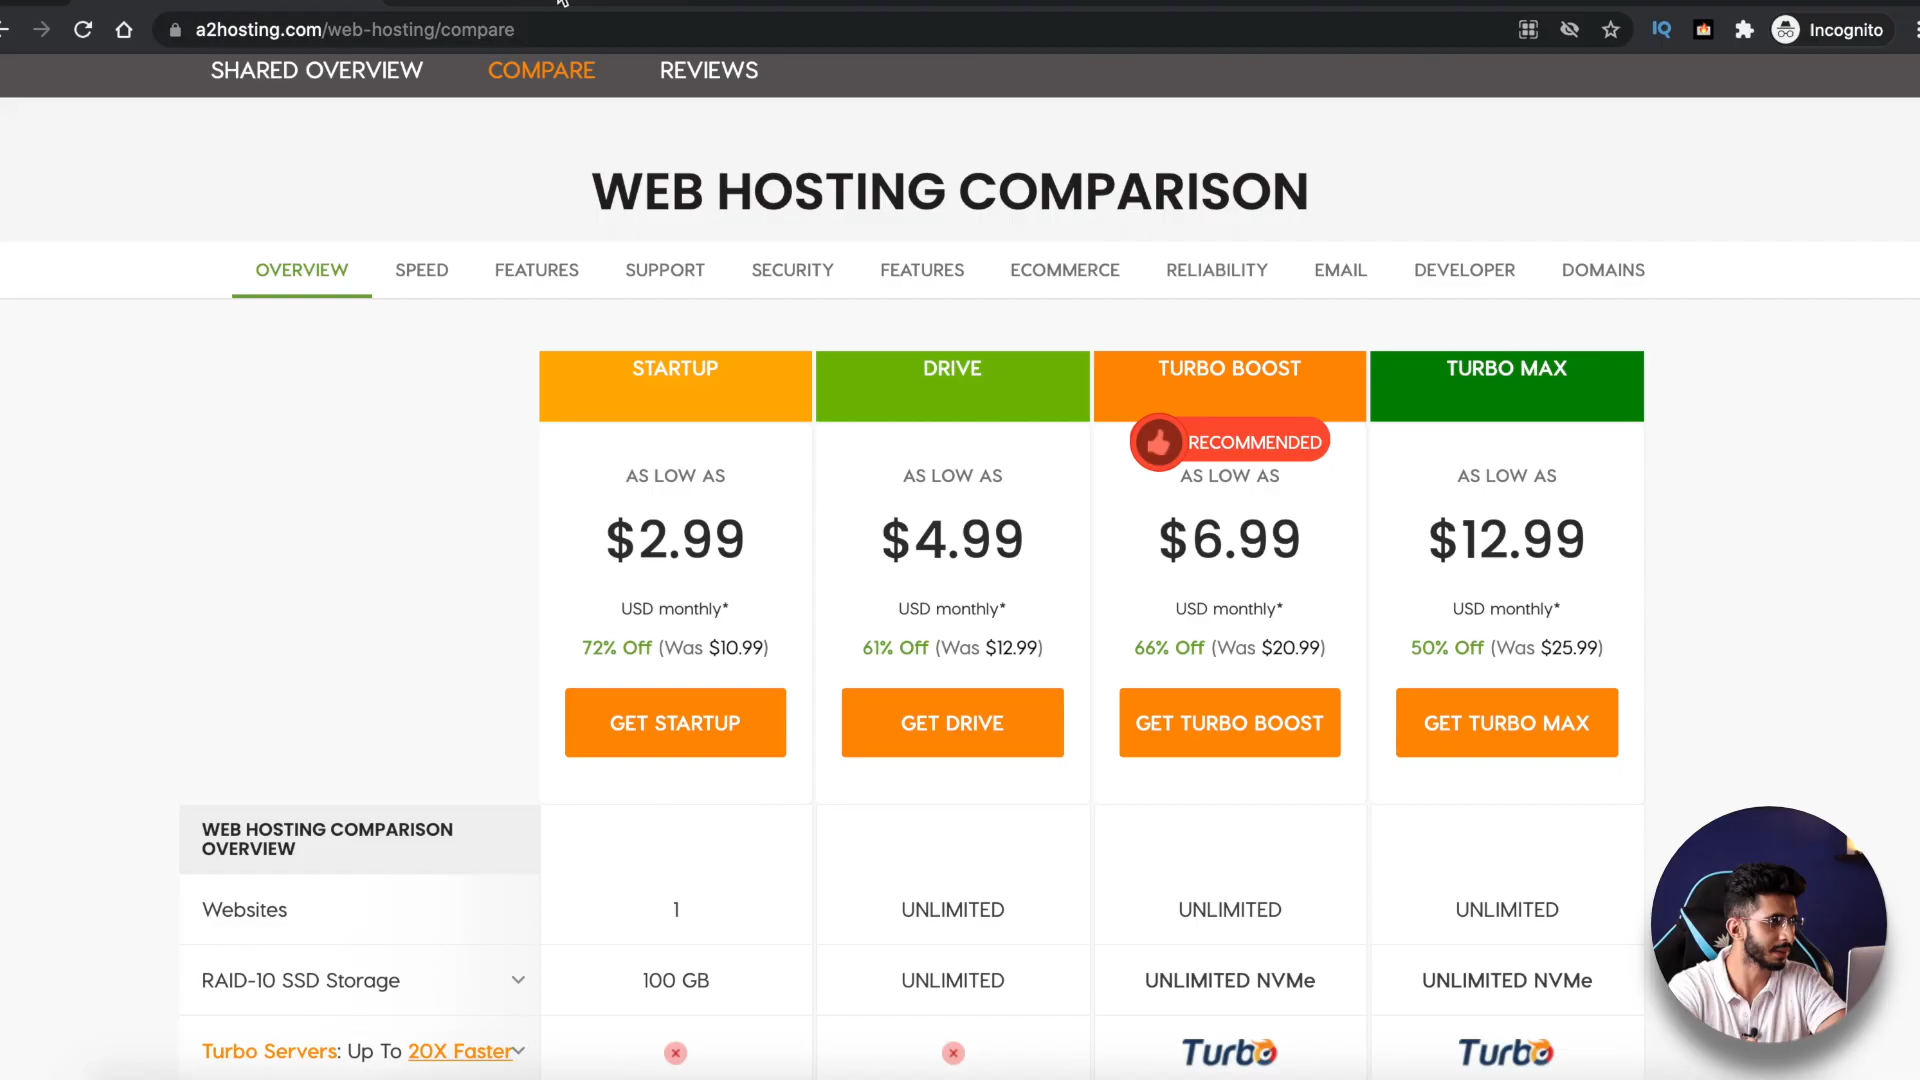 a2hosting.com/web-hosting/compare
IQ
Incognito
SHARED OVERVIEW COMPARE REVIEWS
WEB HOSTING COMPARISON
OVERVIEW SPEED FEATURES SUPPORT SECURITY FEATURES ECOMMERCE RELIABILITY EMAIL DEVELOPER DOMAINS
STARTUP DRIVE TURBO BOOST TURBO MAX
RECOMMENDED
AS LOW AS AS LOW AS AS LOW AS AS LOW AS
$2.99 $4.99 $6.99 $12.99
USD monthly* USD monthly* USD monthly* USD monthly*
72% Off (Was $10.99) 61% Off (Was $12.99) 66% Off (Was $20.99) 50% Off (Was $25.99)
GET STARTUP GET DRIVE GET TURBO BOOST GET TURBO MAX
WEB HOSTING COMPARISON
OVERVIEW
Websites 1 UNLIMITED UNLIMITED UNLIMITED
RAID-10 SSD Storage 100 GB UNLIMITED UNLIMITED NVMe UNLIMITED NVMe
Turbo Servers: Up To 20X Faster Turbo Turbo